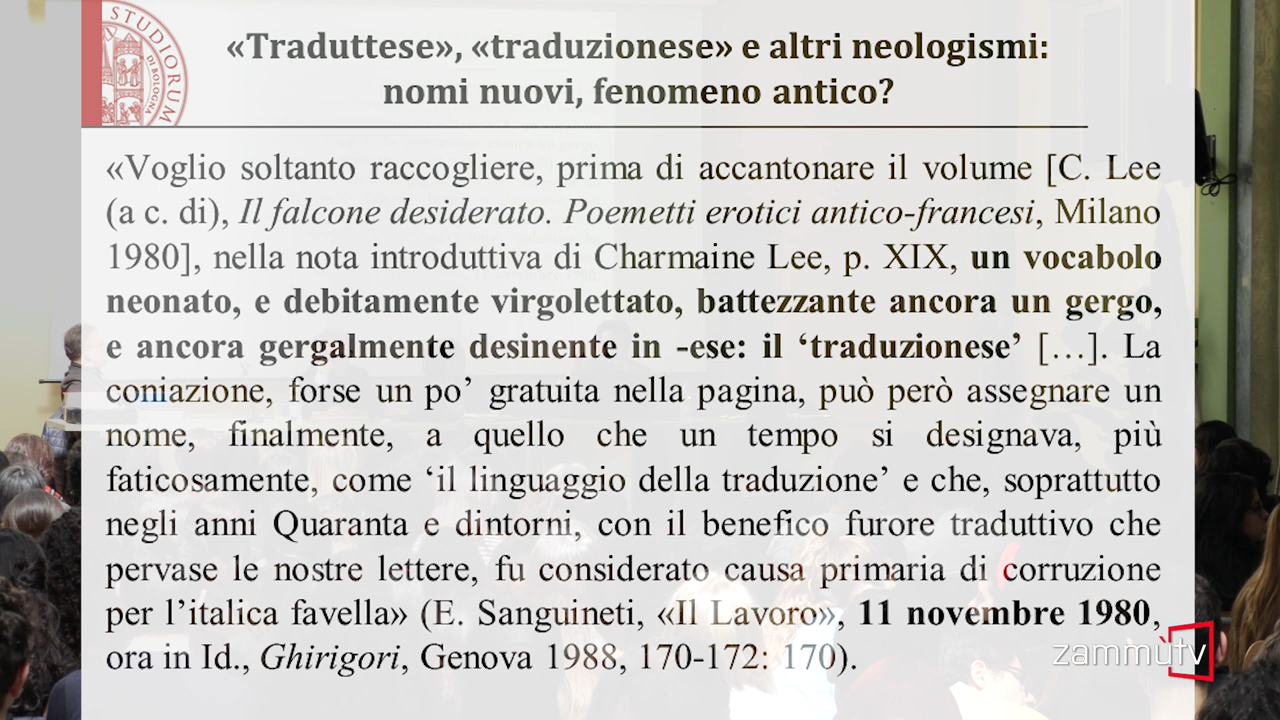 STUDIORUM
DI BOLOGNA
«Traduttese», «traduzionese» e altri neologismi:
nomi nuovi, fenomeno antico?
«Voglio soltanto raccogliere, prima di accantonare il volume [C. Lee
(a c. di), Il falcone desiderato. Poemetti erotici antico-francesi, Milano
1980], nella nota introduttiva di Charmaine Lee, p. XIX, un vocabolo
neonato, e debitamente virgolettato, battezzante ancora un gergo,
e ancora gergalmente desinente in -ese: il ‘traduzionese’ […]. La
coniazione, forse un po’ gratuita nella pagina, può però assegnare un
nome, finalmente, a quello che un tempo si designava, più
faticosamente, come ‘il linguaggio della traduzione’ e che, soprattutto
negli anni Quaranta e dintorni, con il benefico furore traduttivo che
pervase le nostre lettere, fu considerato causa primaria di corruzione
per l’italica favella» (E. Sanguineti, «Il Lavoro», 11 novembre 1980,
ora in Id., Ghirigori, Genova 1988, 170-172: 170).
zammùtv